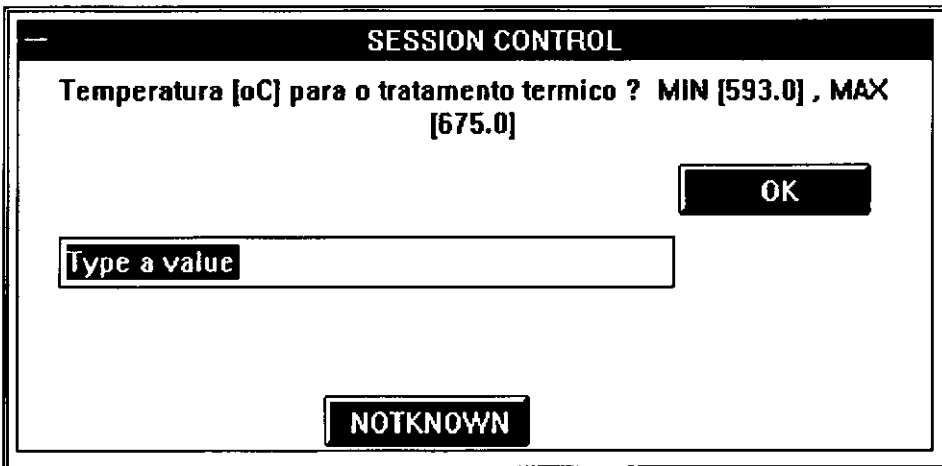 SESSION CONTROL
Temperatura [oC] para o tratamento termico ? MIN [593.0] , MAX
[675.0]
OK
Type a value
NOTKNOWN